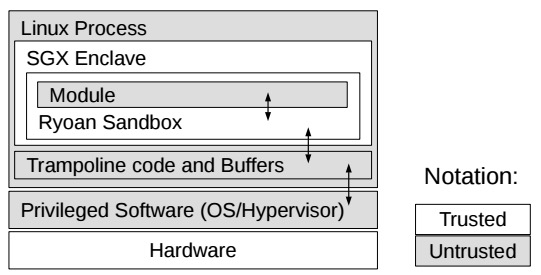 Linux Process
SGX Enclave
Module
Ryoan Sandbox
Trampoline code and Buffers
Privileged Software (OS/Hypervisor)
Hardware
Notation:
Trusted
Untrusted